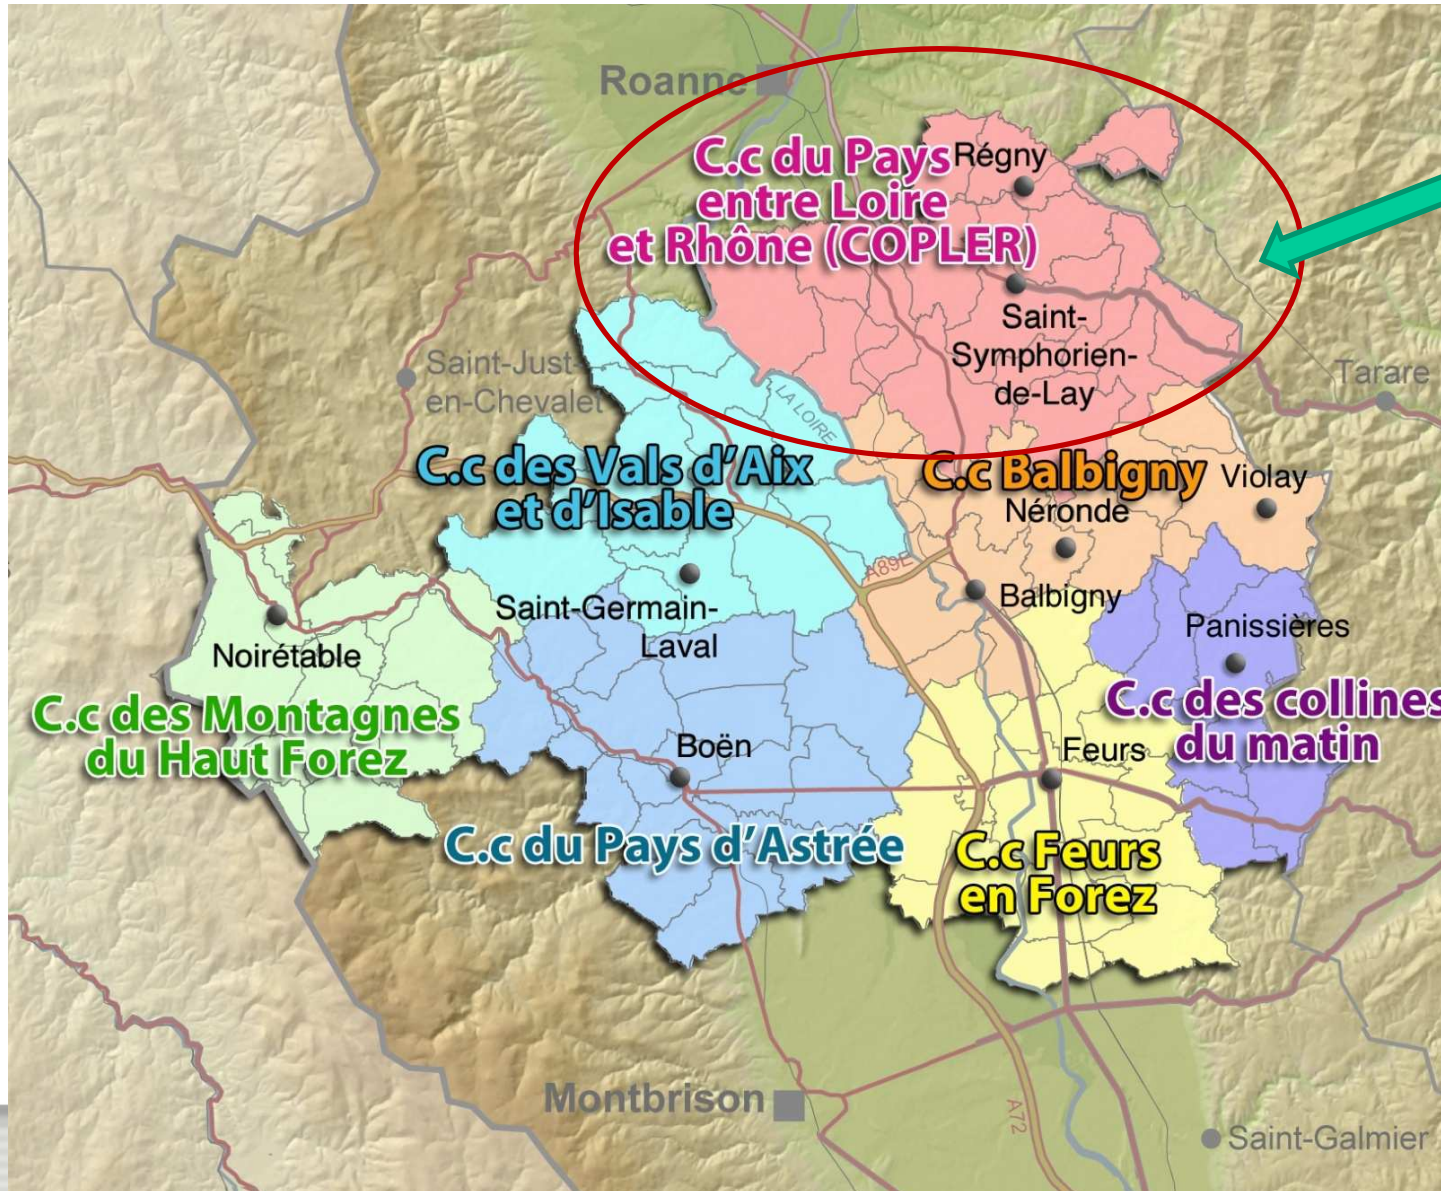 Roanne
C.c du Pays
entre Loire
et Rhône (COPLER)
Régny
Saint-
Symphorien-
de-Lay
Saint-Just-
en-Chevalet
LA LOIRE
Tarare
C.c des Vals d'Aix
et d'Isable
C.c Balbigny
Violay
Néronde
A89E
Balbigny
Saint-Germain-
Laval
Noirétable
Panissières
C.c des Montagnes
du Haut Forez
C.c des collines
du matin
Boën
Feurs
C.c du Pays d'Astrée
C.c Feurs
en Forez
Montbrison
A72
Saint-Galmier